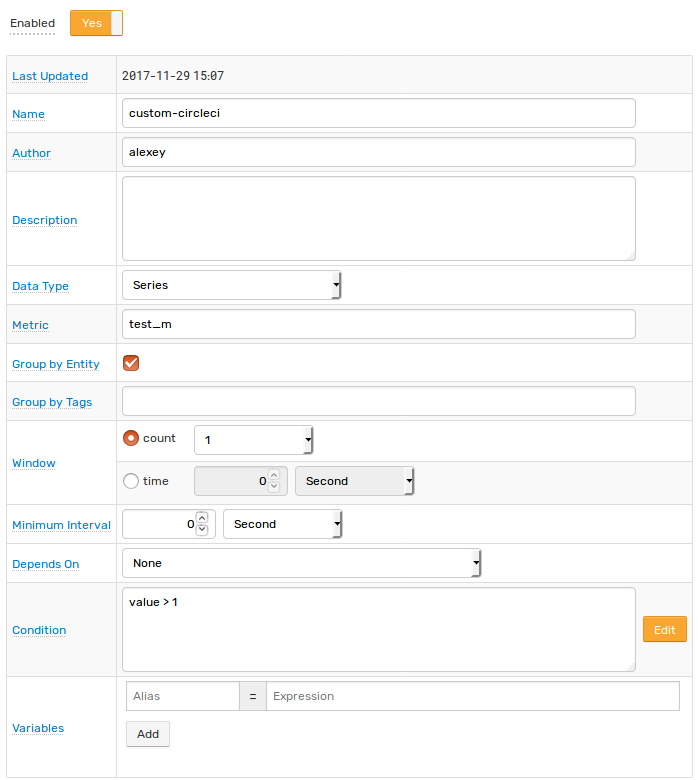 Enabled Yes
Last Updated 2017-11-29 15:07
Name custom-circleci
Author alexey
Description
Data Type Series
Metric test_m
Group by Entity
Group by Tags
Window
count 1
time 0 Second
Minimum Interval 0 Second
Depends On None
Condition value > 1 Edit
Variables
Alias = Expression
Add